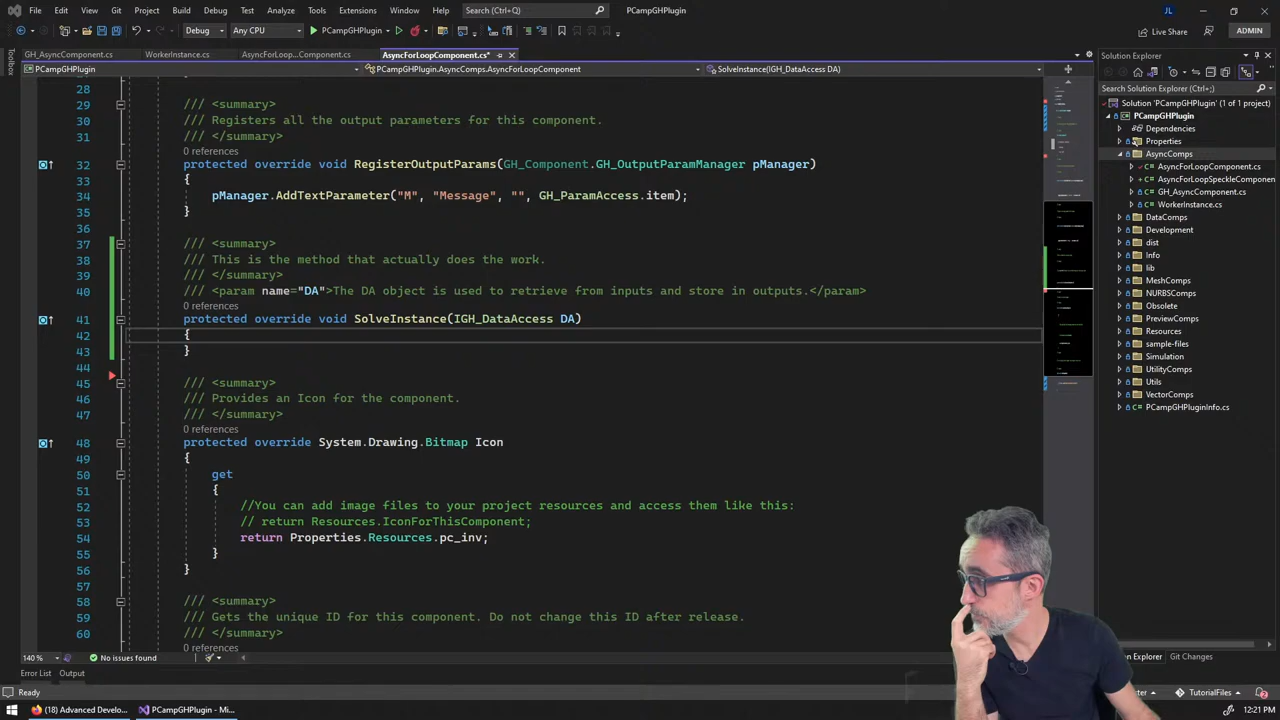 File Edit View Git Project Build Debug Test Analyze Tools Extensions Window Help Search (Ctrl+Q) PCampGHPlugin JL
Debug Any CPU PCampGHPlugin Live Share ADMIN
GH_AsyncComponent.cs WorkerInstance.cs AsyncForLoop...Component.cs AsyncForLoopComponent.cs*
PCampGHPlugin PCampGHPlugin.AsyncComps.AsyncForLoopComponent SolveInstance(IGH_DataAccess DA)
28
29 /// <summary>
30 /// Registers all the output parameters for this component.
31 /// </summary>
0 references
32 protected override void RegisterOutputParams(GH_Component.GH_OutputParamManager pManager)
33 {
34 pManager.AddTextParameter("M", "Message", "", GH_ParamAccess.item);
35 }
36
37 /// <summary>
38 /// This is the method that actually does the work.
39 /// </summary>
40 /// <param name="DA">The DA object is used to retrieve from inputs and store in outputs.</param>
0 references
41 protected override void SolveInstance(IGH_DataAccess DA)
42 {
43 }
44
45 /// <summary>
46 /// Provides an Icon for the component.
47 /// </summary>
0 references
48 protected override System.Drawing.Bitmap Icon
49 {
50 get
51 {
52 //You can add image files to your project resources and access them like this:
53 // return Resources.IconForThisComponent;
54 return Properties.Resources.pc_inv;
55 }
56 }
57
58 /// <summary>
59 /// Gets the unique ID for this component. Do not change this ID after release.
60 /// </summary>
0 references
140 % No issues found
Error List Output
Ready
Solution Explorer
Search Solution Explorer (Ctrl+;)
Solution 'PCampGHPlugin' (1 of 1 project)
PCampGHPlugin
Dependencies
Properties
AsyncComps
AsyncForLoopComponent.cs
AsyncForLoopSpeckleComponent
GH_AsyncComponent.cs
WorkerInstance.cs
DataComps
Development
dist
Info
lib
MeshComps
NURBSComps
Obsolete
PreviewComps
Resources
sample-files
Simulation
UtilityComps
Utils
VectorComps
PCampGHPluginInfo.cs
Explorer Git Changes
TutorialFiles 2
(18) Advanced Develo... PCampGHPlugin - Mi... 12:21 PM